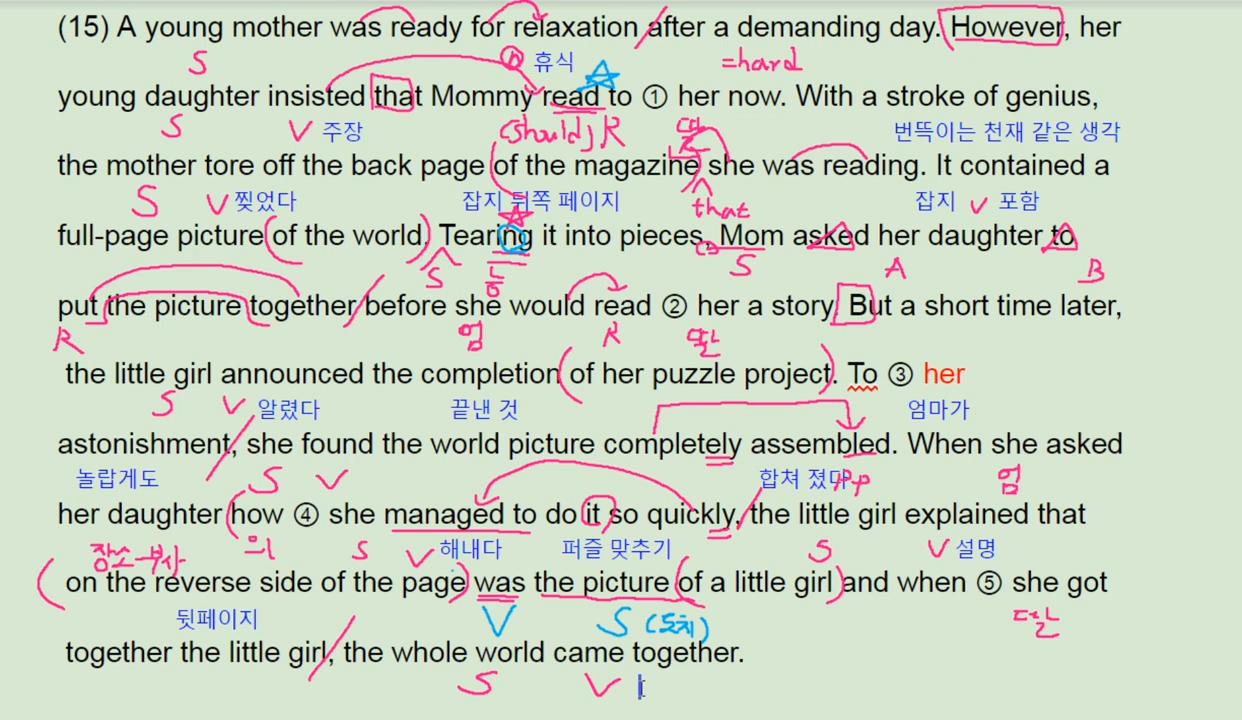 (15) A young mother was ready for relaxation after a demanding day. However, her
S ⓝ 휴식 =hard
young daughter insisted that Mommy read to ① her now. With a stroke of genius,
S V 주장 (should) R 딸 번뜩이는 천재 같은 생각
the mother tore off the back page of the magazine she was reading. It contained a
S V 찢었다 잡지 뒤쪽 페이지 that 잡지 V 포함
full-page picture of the world. Tearing it into pieces, Mom asked her daughter to
S 능 S A B
put the picture together before she would read ② her a story. But a short time later,
R 엄 R 딸
the little girl announced the completion of her puzzle project. To ③ her
S V 알렸다 끝낸 것 엄마가
astonishment, she found the world picture completely assembled. When she asked
놀랍게도 S V 합쳐 졌다 PP 엄
her daughter how ④ she managed to do it so quickly, the little girl explained that
장소 부사 의 S V 해내다 퍼즐 맞추기 S V 설명
on the reverse side of the page was the picture of a little girl and when ⑤ she got
뒷페이지 V S (도치) 딸
together the little girl, the whole world came together.
S V